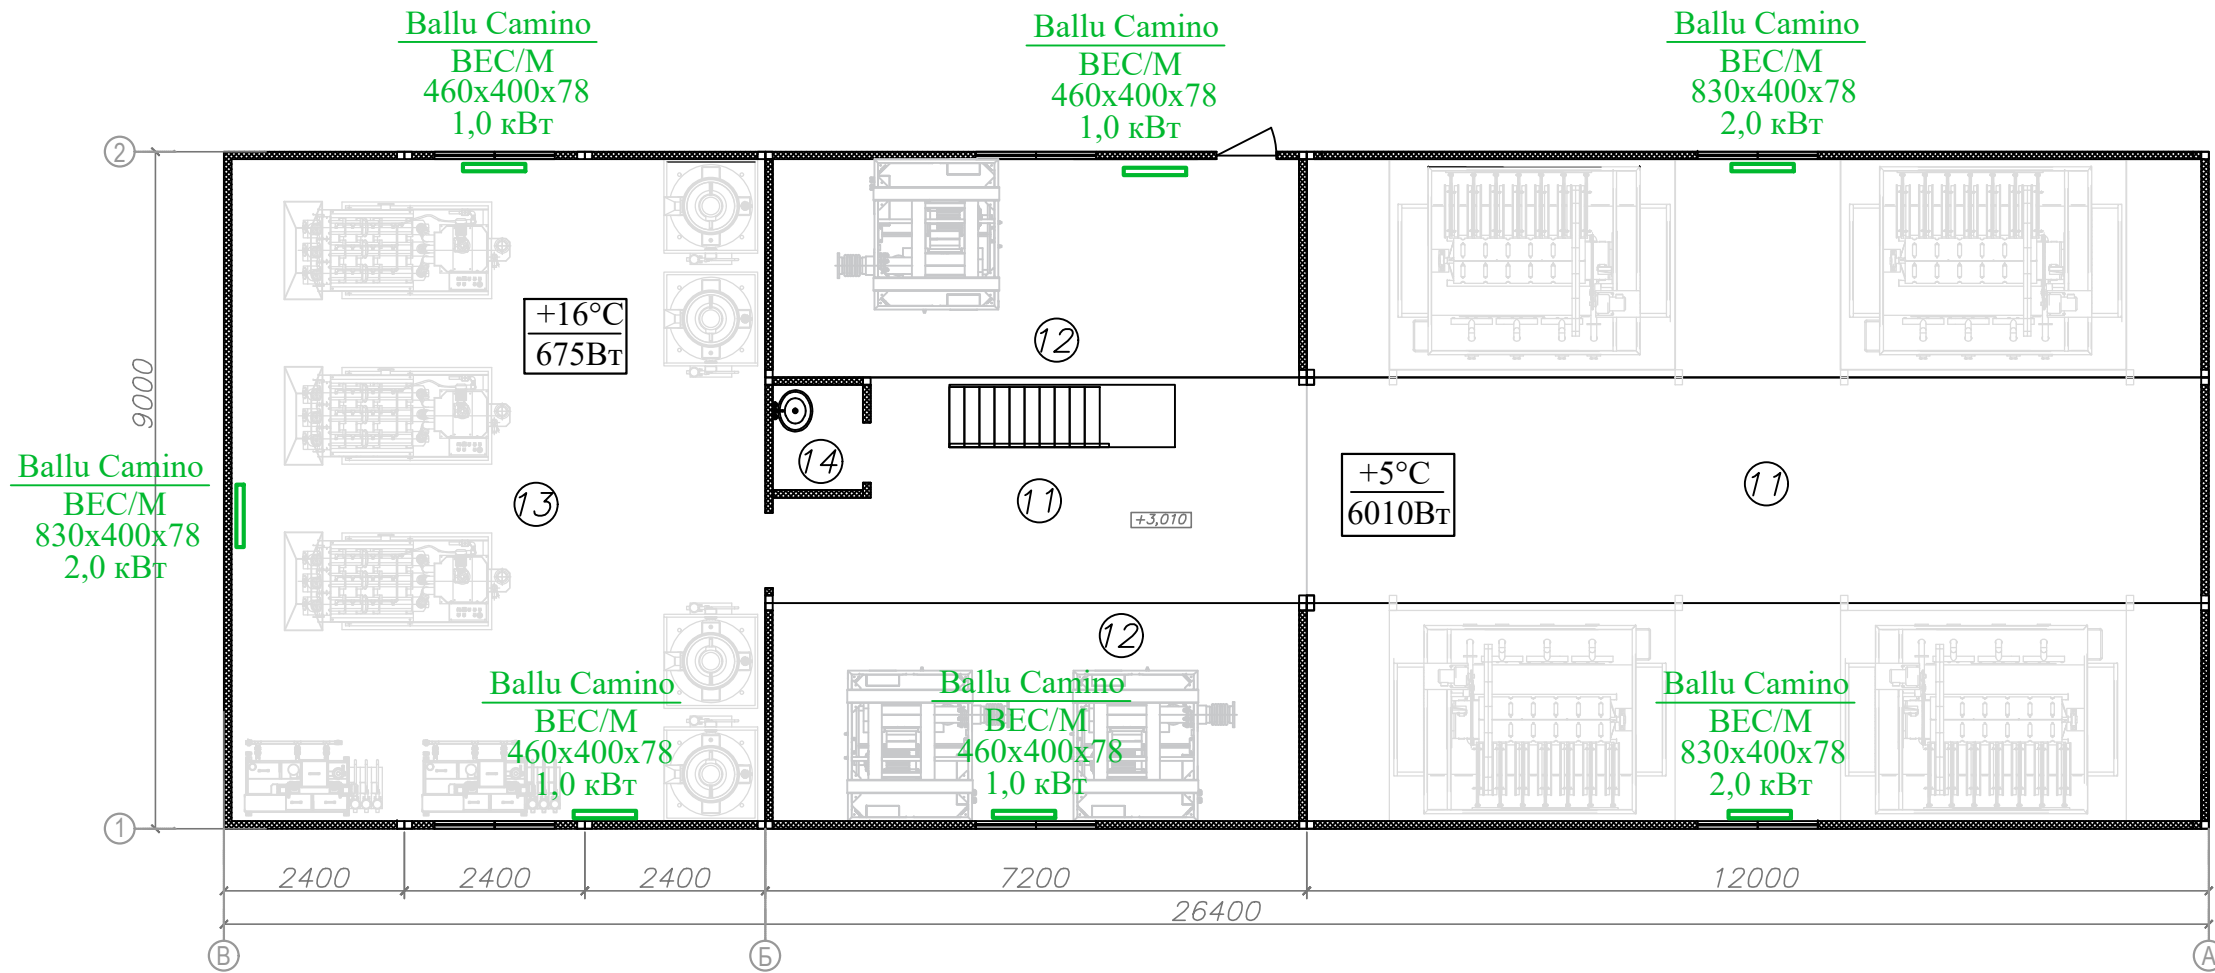 Ballu Camino
BEC/M
460x400x78
1,0 кВт
Ballu Camino
BEC/M
460x400x78
1,0 кВт
Ballu Camino
BEC/M
830x400x78
2,0 кВт
2
+16°C
675Вт
12
9000
14
Ballu Camino
BEC/M
830x400x78
2,0 кВт
13
11
+3,010
+5°C
6010Вт
11
12
Ballu Camino
BEC/M
460x400x78
1,0 кВт
Ballu Camino
BEC/M
460x400x78
1,0 кВт
Ballu Camino
BEC/M
830x400x78
2,0 кВт
1
2400
2400
2400
7200
12000
26400
В
Б
А